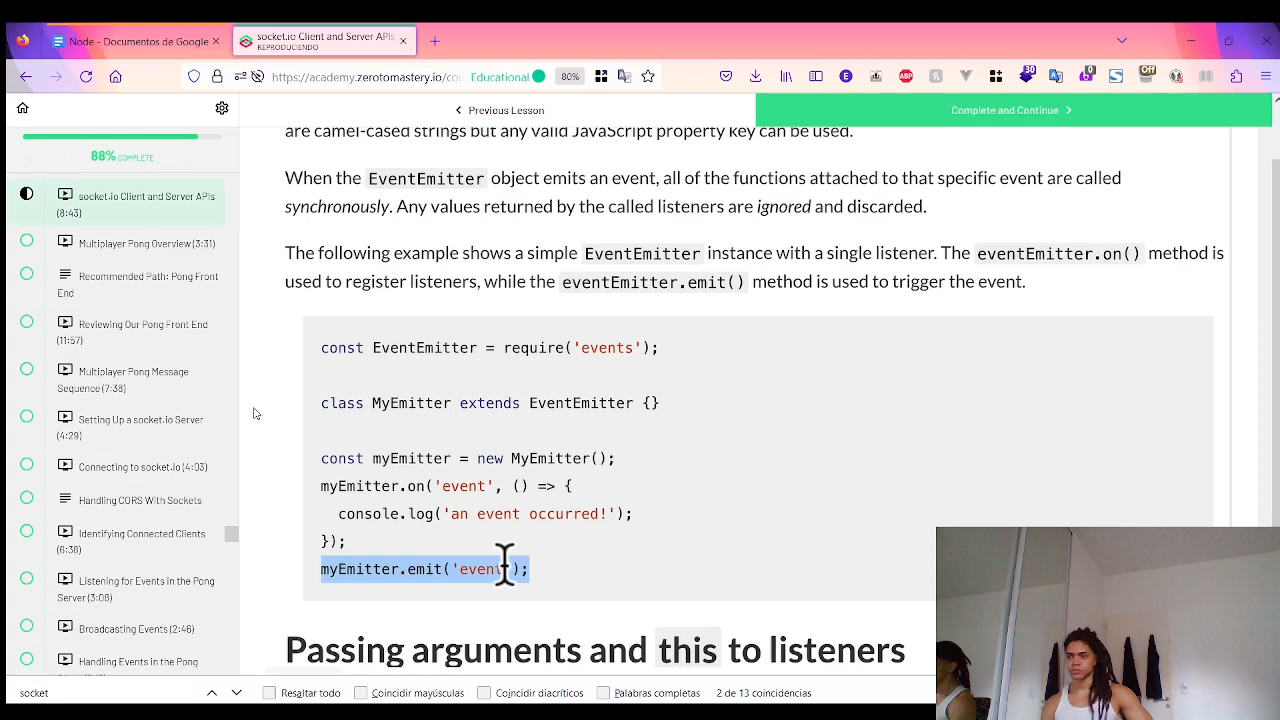 Node - Documentos de Google
socket.io Client and Server APIs
REPRODUCIENDO
https://academy.zerotomastery.io/cou
Educational
80%
ABP
30
0
Off
Previous Lesson
Complete and Continue
88% COMPLETE
socket.io Client and Server APIs
(8:43)
Multiplayer Pong Overview (3:31)
Recommended Path: Pong Front
End
Reviewing Our Pong Front End
(11:57)
Multiplayer Pong Message
Sequence (7:38)
Setting Up a socket.io Server
(4:29)
Connecting to socket.io (4:03)
Handling CORS With Sockets
Identifying Connected Clients
(6:38)
Listening for Events in the Pong
Server (3:08)
Broadcasting Events (2:46)
Handling Events in the Pong
are camel-cased strings but any valid JavaScript property key can be used.
When the EventEmitter object emits an event, all of the functions attached to that specific event are called
synchronously. Any values returned by the called listeners are ignored and discarded.
The following example shows a simple EventEmitter instance with a single listener. The eventEmitter.on() method is
used to register listeners, while the eventEmitter.emit() method is used to trigger the event.
const EventEmitter = require('events');
class MyEmitter extends EventEmitter {}
const myEmitter = new MyEmitter();
myEmitter.on('event', () => {
console.log('an event occurred!');
});
myEmitter.emit('event');
Passing arguments and this to listeners
socket
Resaltar todo
Coincidir mayúsculas
Coincidir diacríticos
Palabras completas
2 de 13 coincidencias